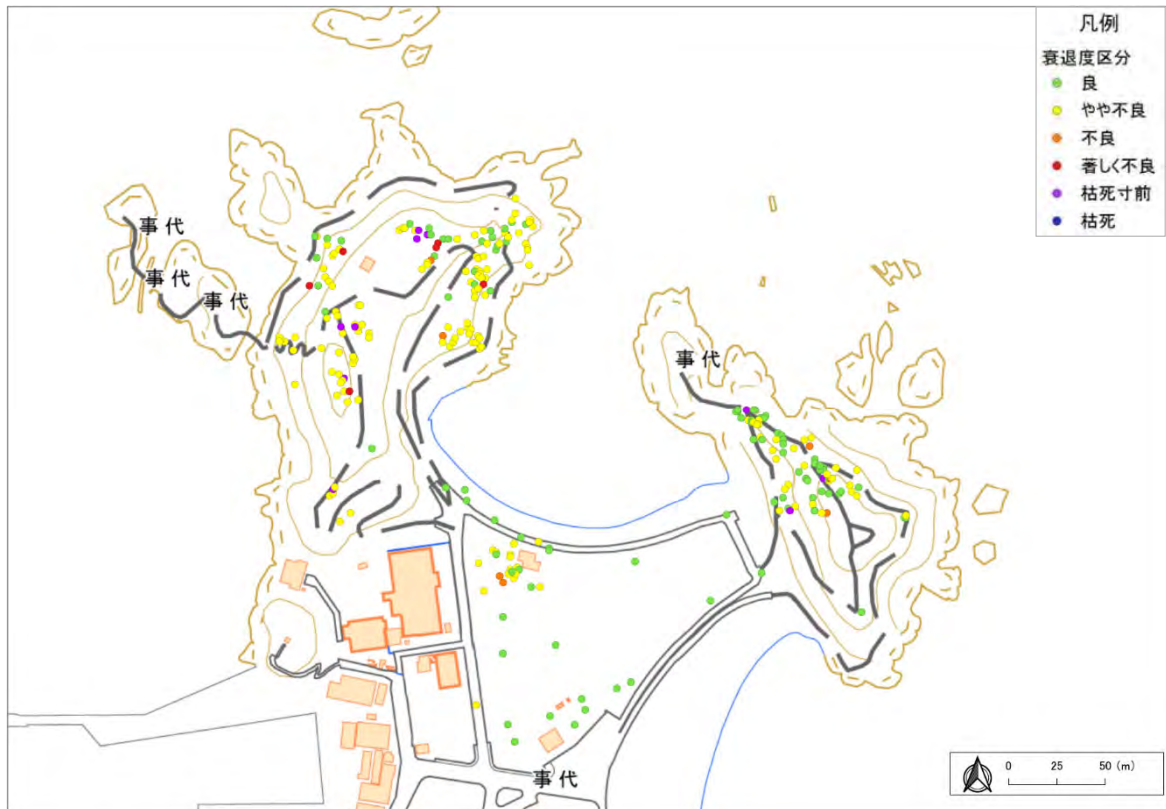 凡例
衰退度区分
良
やや不良
不良
著しく不良
枯死寸前
枯死
事代
事代
事代
事代
事代
0 25 50 (m)